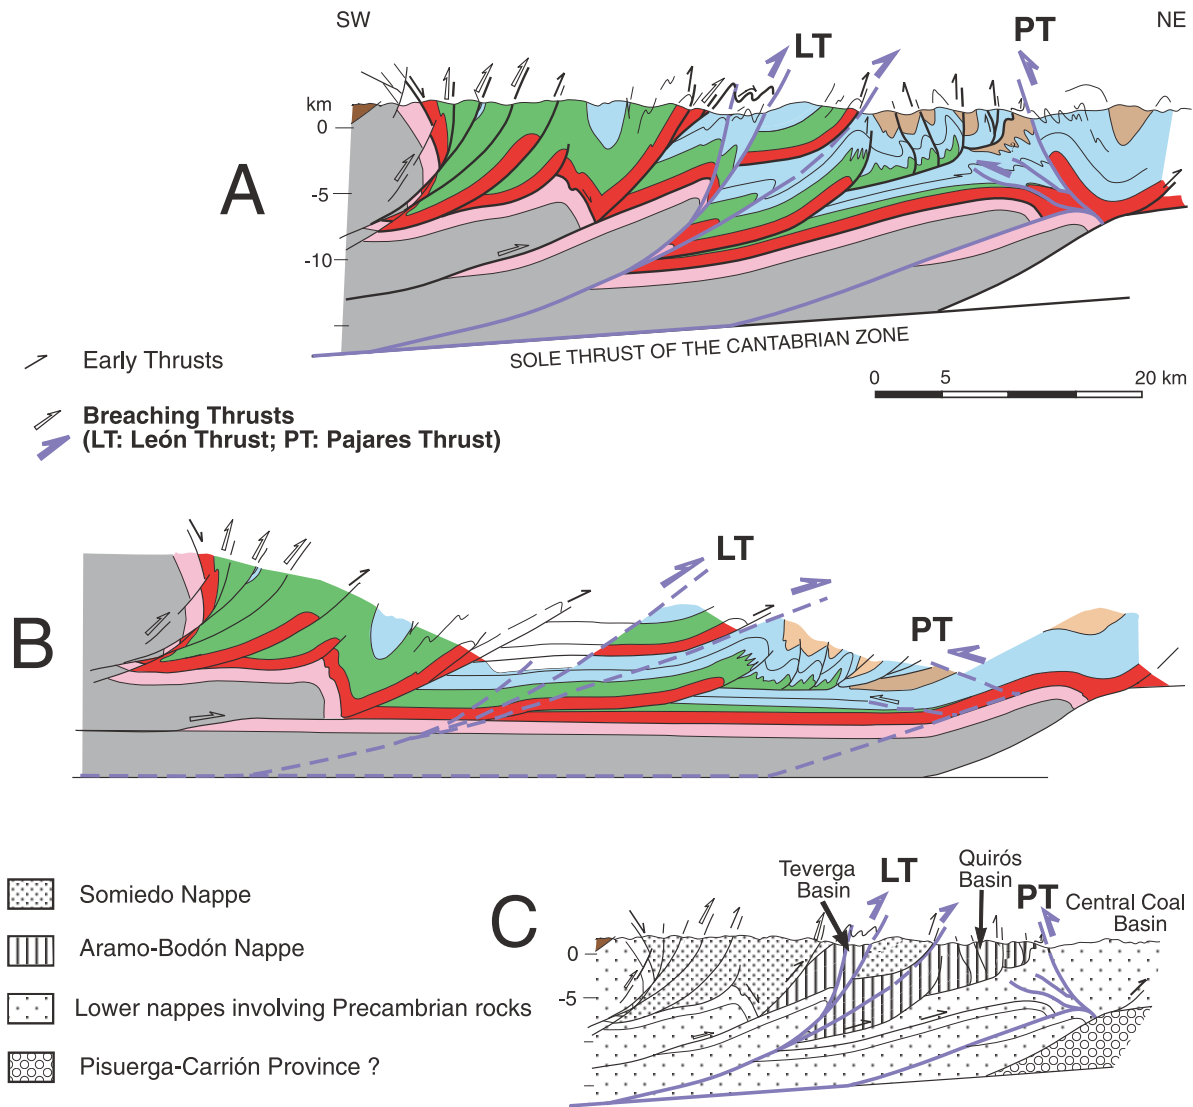 SW
NE
LT
PT
km
0
-5
-10
A
SOLE THRUST OF THE CANTABRIAN ZONE
0 5 20 km
Early Thrusts
Breaching Thrusts
(LT: León Thrust; PT: Pajares Thrust)
B
LT
PT
C
Teverga
Basin
LT
Quirós
Basin
PT
Central Coal
Basin
0
-5
Somiedo Nappe
Aramo-Bodón Nappe
Lower nappes involving Precambrian rocks
Pisuerga-Carrión Province ?